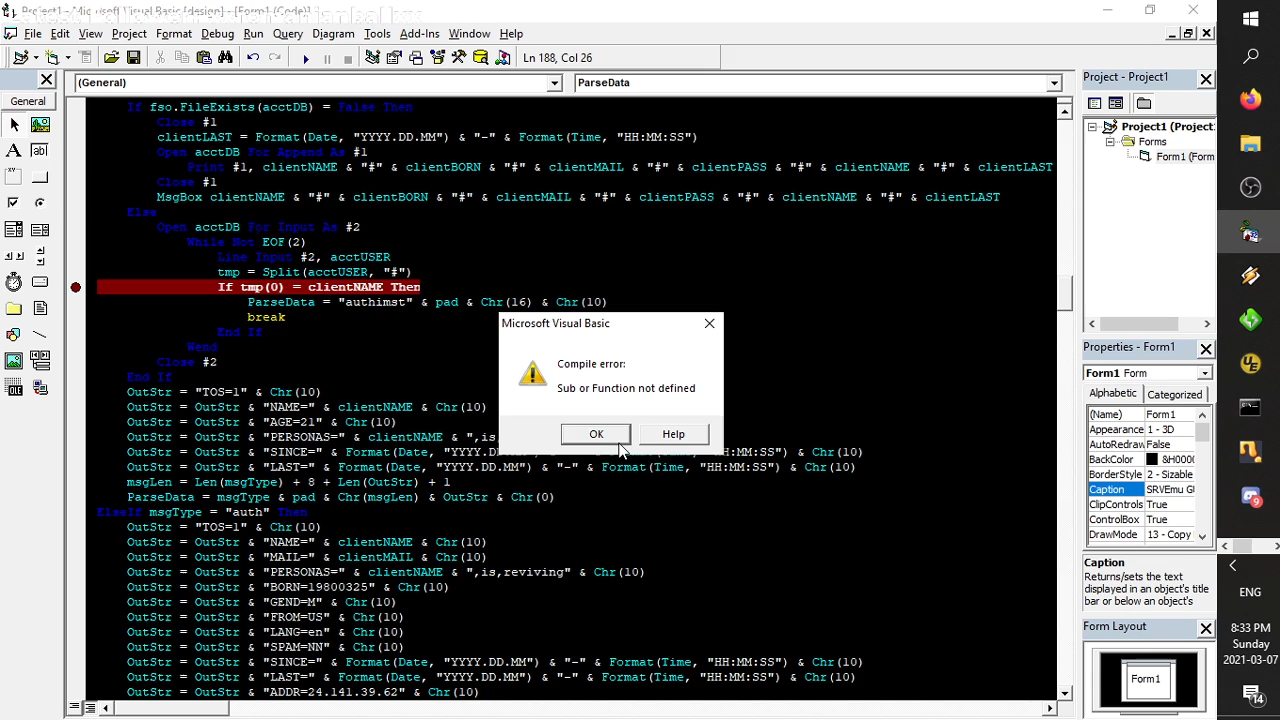 Project1 - Microsoft Visual Basic [design] - [Form1 (Code)]
File Edit View Project Format Debug Run Query Diagram Tools Add-Ins Window Help
Ln 188, Col 26
General
(General)
ParseData
If fso.FileExists(acctDB) = False Then
Close #1
clientLAST = Format(Date, "YYYY.DD.MM") & "-" & Format(Time, "HH:MM:SS")
Open acctDB For Append As #1
Print #1, clientNAME & "#" & clientBORN & "#" & clientMAIL & "#" & clientPASS & "#" & clientNAME & "#" & clientLAST
Close #1
MsgBox clientNAME & "#" & clientBORN & "#" & clientMAIL & "#" & clientPASS & "#" & clientNAME & "#" & clientLAST
Else
Open acctDB For Input As #2
While Not EOF(2)
Line Input #2, acctUSER
tmp = Split(acctUSER, "#")
If tmp(0) = clientNAME Then
ParseData = "authimst" & pad & Chr(16) & Chr(10)
break
End If
Wend
Close #2
End If
OutStr = "TOS=1" & Chr(10)
OutStr = OutStr & "NAME=" & clientNAME & Chr(10)
OutStr = OutStr & "AGE=21" & Chr(10)
OutStr = OutStr & "PERSONAS=" & clientNAME & ",is,
OutStr = OutStr & "SINCE=" & Format(Date, "YYYY.DD.MM") & "-" & Format(Time, "HH:MM:SS") & Chr(10)
OutStr = OutStr & "LAST=" & Format(Date, "YYYY.DD.MM") & "-" & Format(Time, "HH:MM:SS") & Chr(10)
msgLen = Len(msgType) + 8 + Len(OutStr) + 1
ParseData = msgType & pad & Chr(msgLen) & OutStr & Chr(0)
ElseIf msgType = "auth" Then
OutStr = "TOS=1" & Chr(10)
OutStr = OutStr & "NAME=" & clientNAME & Chr(10)
OutStr = OutStr & "MAIL=" & clientMAIL & Chr(10)
OutStr = OutStr & "PERSONAS=" & clientNAME & ",is,reviving" & Chr(10)
OutStr = OutStr & "BORN=19800325" & Chr(10)
OutStr = OutStr & "GEND=M" & Chr(10)
OutStr = OutStr & "FROM=US" & Chr(10)
OutStr = OutStr & "LANG=en" & Chr(10)
OutStr = OutStr & "SPAM=NN" & Chr(10)
OutStr = OutStr & "SINCE=" & Format(Date, "YYYY.DD.MM") & "-" & Format(Time, "HH:MM:SS") & Chr(10)
OutStr = OutStr & "LAST=" & Format(Date, "YYYY.DD.MM") & "-" & Format(Time, "HH:MM:SS") & Chr(10)
OutStr = OutStr & "ADDR=24.141.39.62" & Chr(10)
Microsoft Visual Basic
Compile error:
Sub or Function not defined
OK
Help
Project - Project1
Project1 (Project
Forms
Form1 (Form
Properties - Form1
Form1 Form
Alphabetic Categorized
(Name) Form1
Appearance 1 - 3D
AutoRedraw False
BackColor &H0000
BorderStyle 2 - Sizable
Caption SRVEmu G
ClipControls True
ControlBox True
DrawMode 13 - Copy
Caption
Returns/sets the text
displayed in an object's title
bar or below an object's
Form Layout
Form1
9
ENG
8:33 PM
Sunday
2021-03-07
14